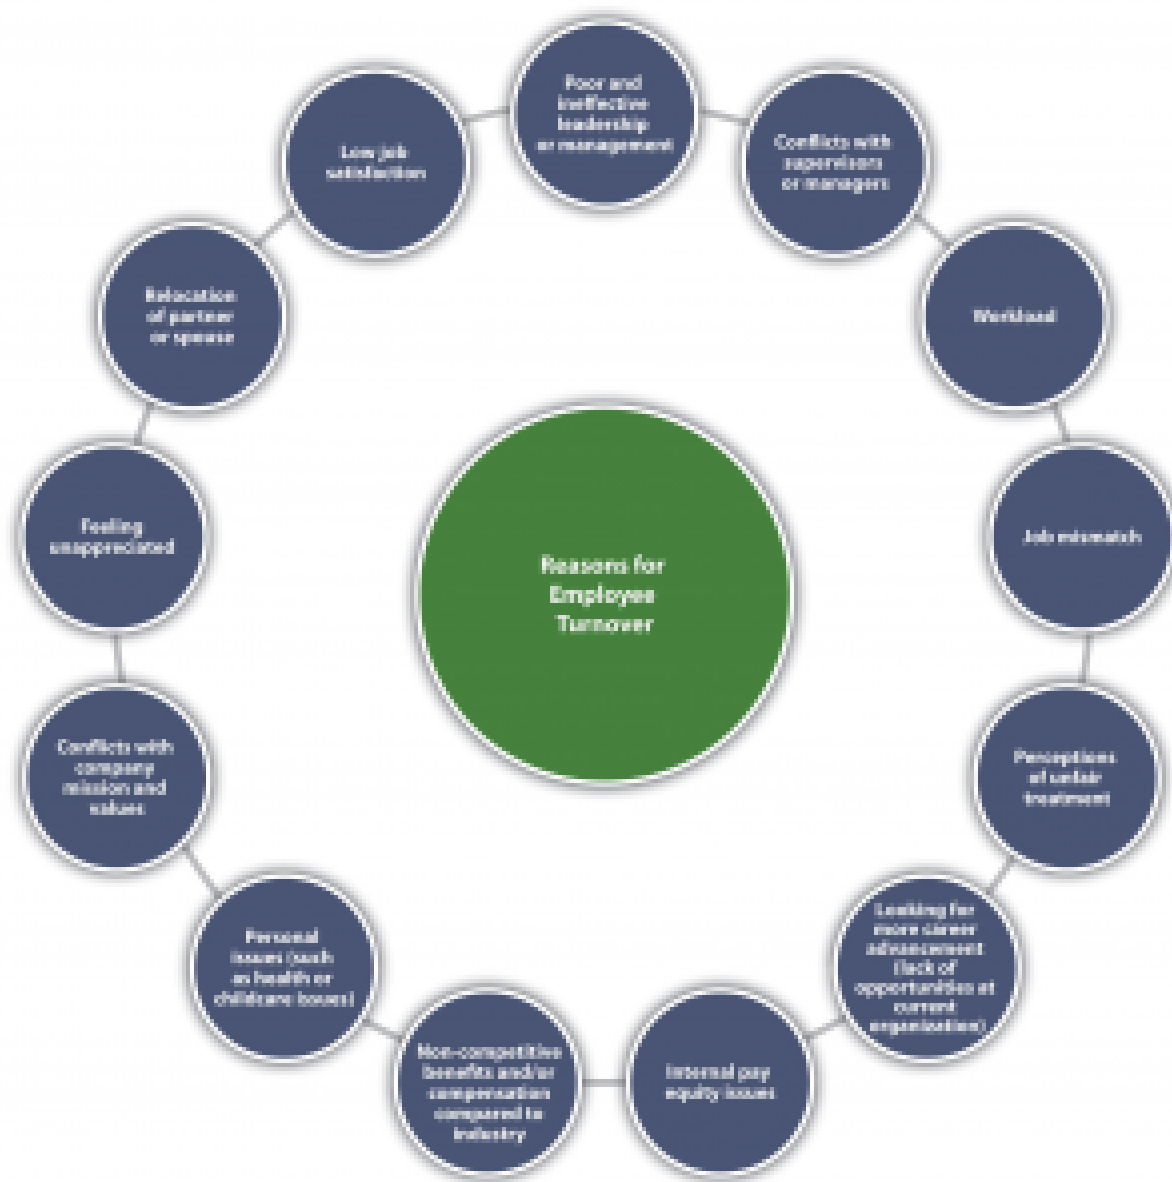 Poor and
ineffective
leadership
or management
Conflicts with
supervisors
or managers
Workload
Job mismatch
Perceptions
of unfair
treatment
Looking for
more career
advancement
(lack of
opportunities at
current
organization)
Internal pay
equity issues
Non-competitive
benefits and/or
compensation
compared to
industry
Personal
issues (such
as health or
childcare issues)
Conflicts with
company
mission and
values
Feeling
unappreciated
Relocation
of partner
or spouse
Low job
satisfaction
Reasons for
Employee
Turnover